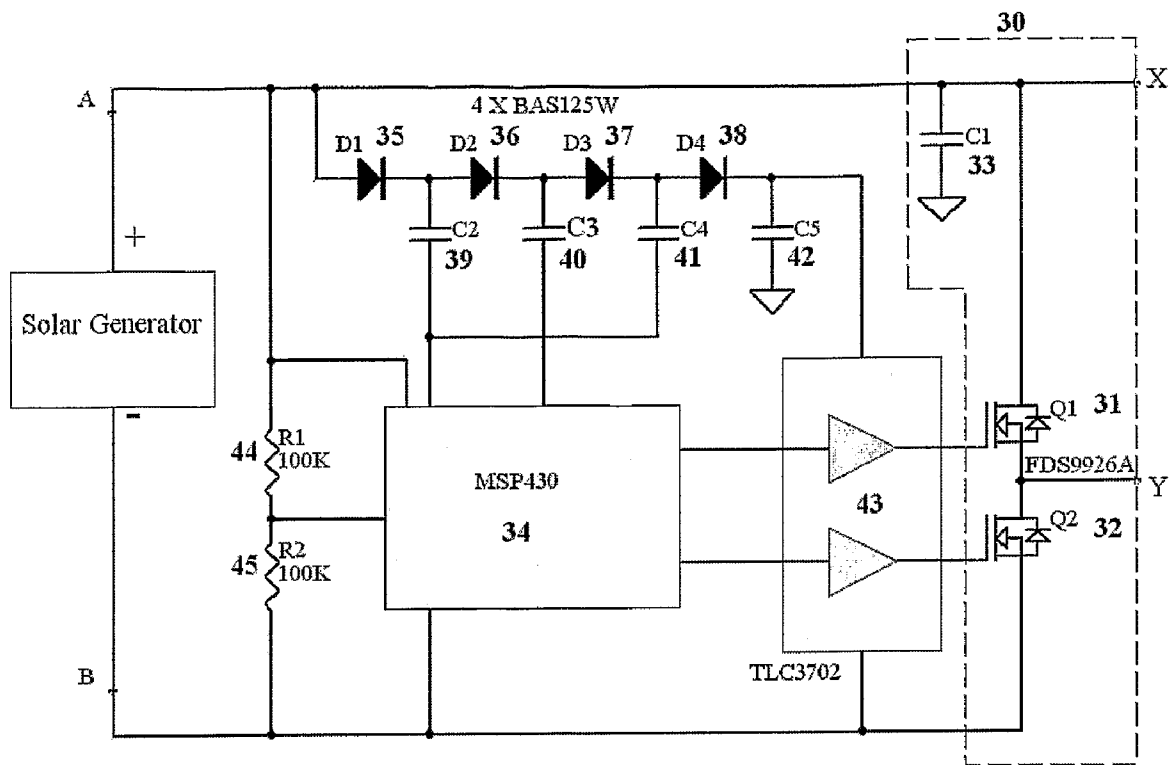 30
A
X
4 X BAS125W
D1 35
D2 36
D3 37
D4 38
C1
33
+
C2
39
C3
40
C4
41
C5
42
Solar Generator
-
Q1 31
44 R1
100K
FDS9926A
MSP430
Y
43
34
Q2 32
45 R2
100K
TLC3702
B